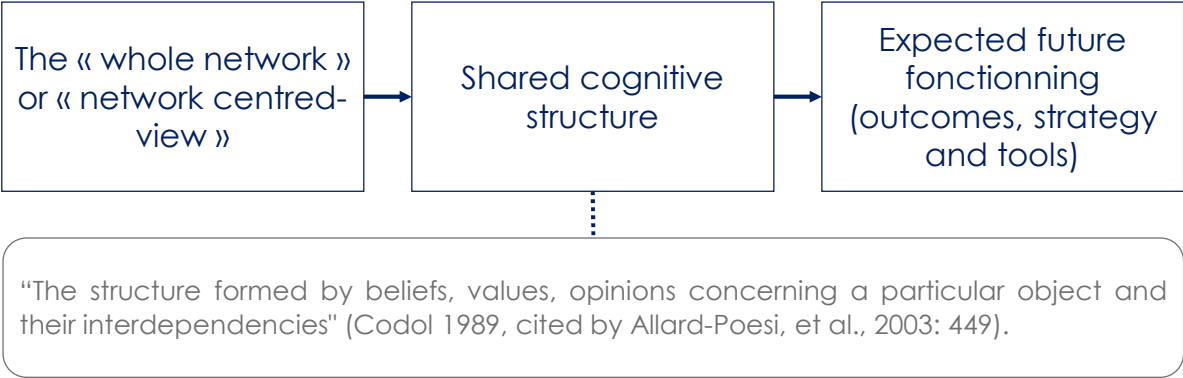 The « whole network »
or « network centred-
view »
Shared cognitive
structure
Expected future
fonctionning
(outcomes, strategy
and tools)
“The structure formed by beliefs, values, opinions concerning a particular object and
their interdependencies" (Codol 1989, cited by Allard-Poesi, et al., 2003: 449).